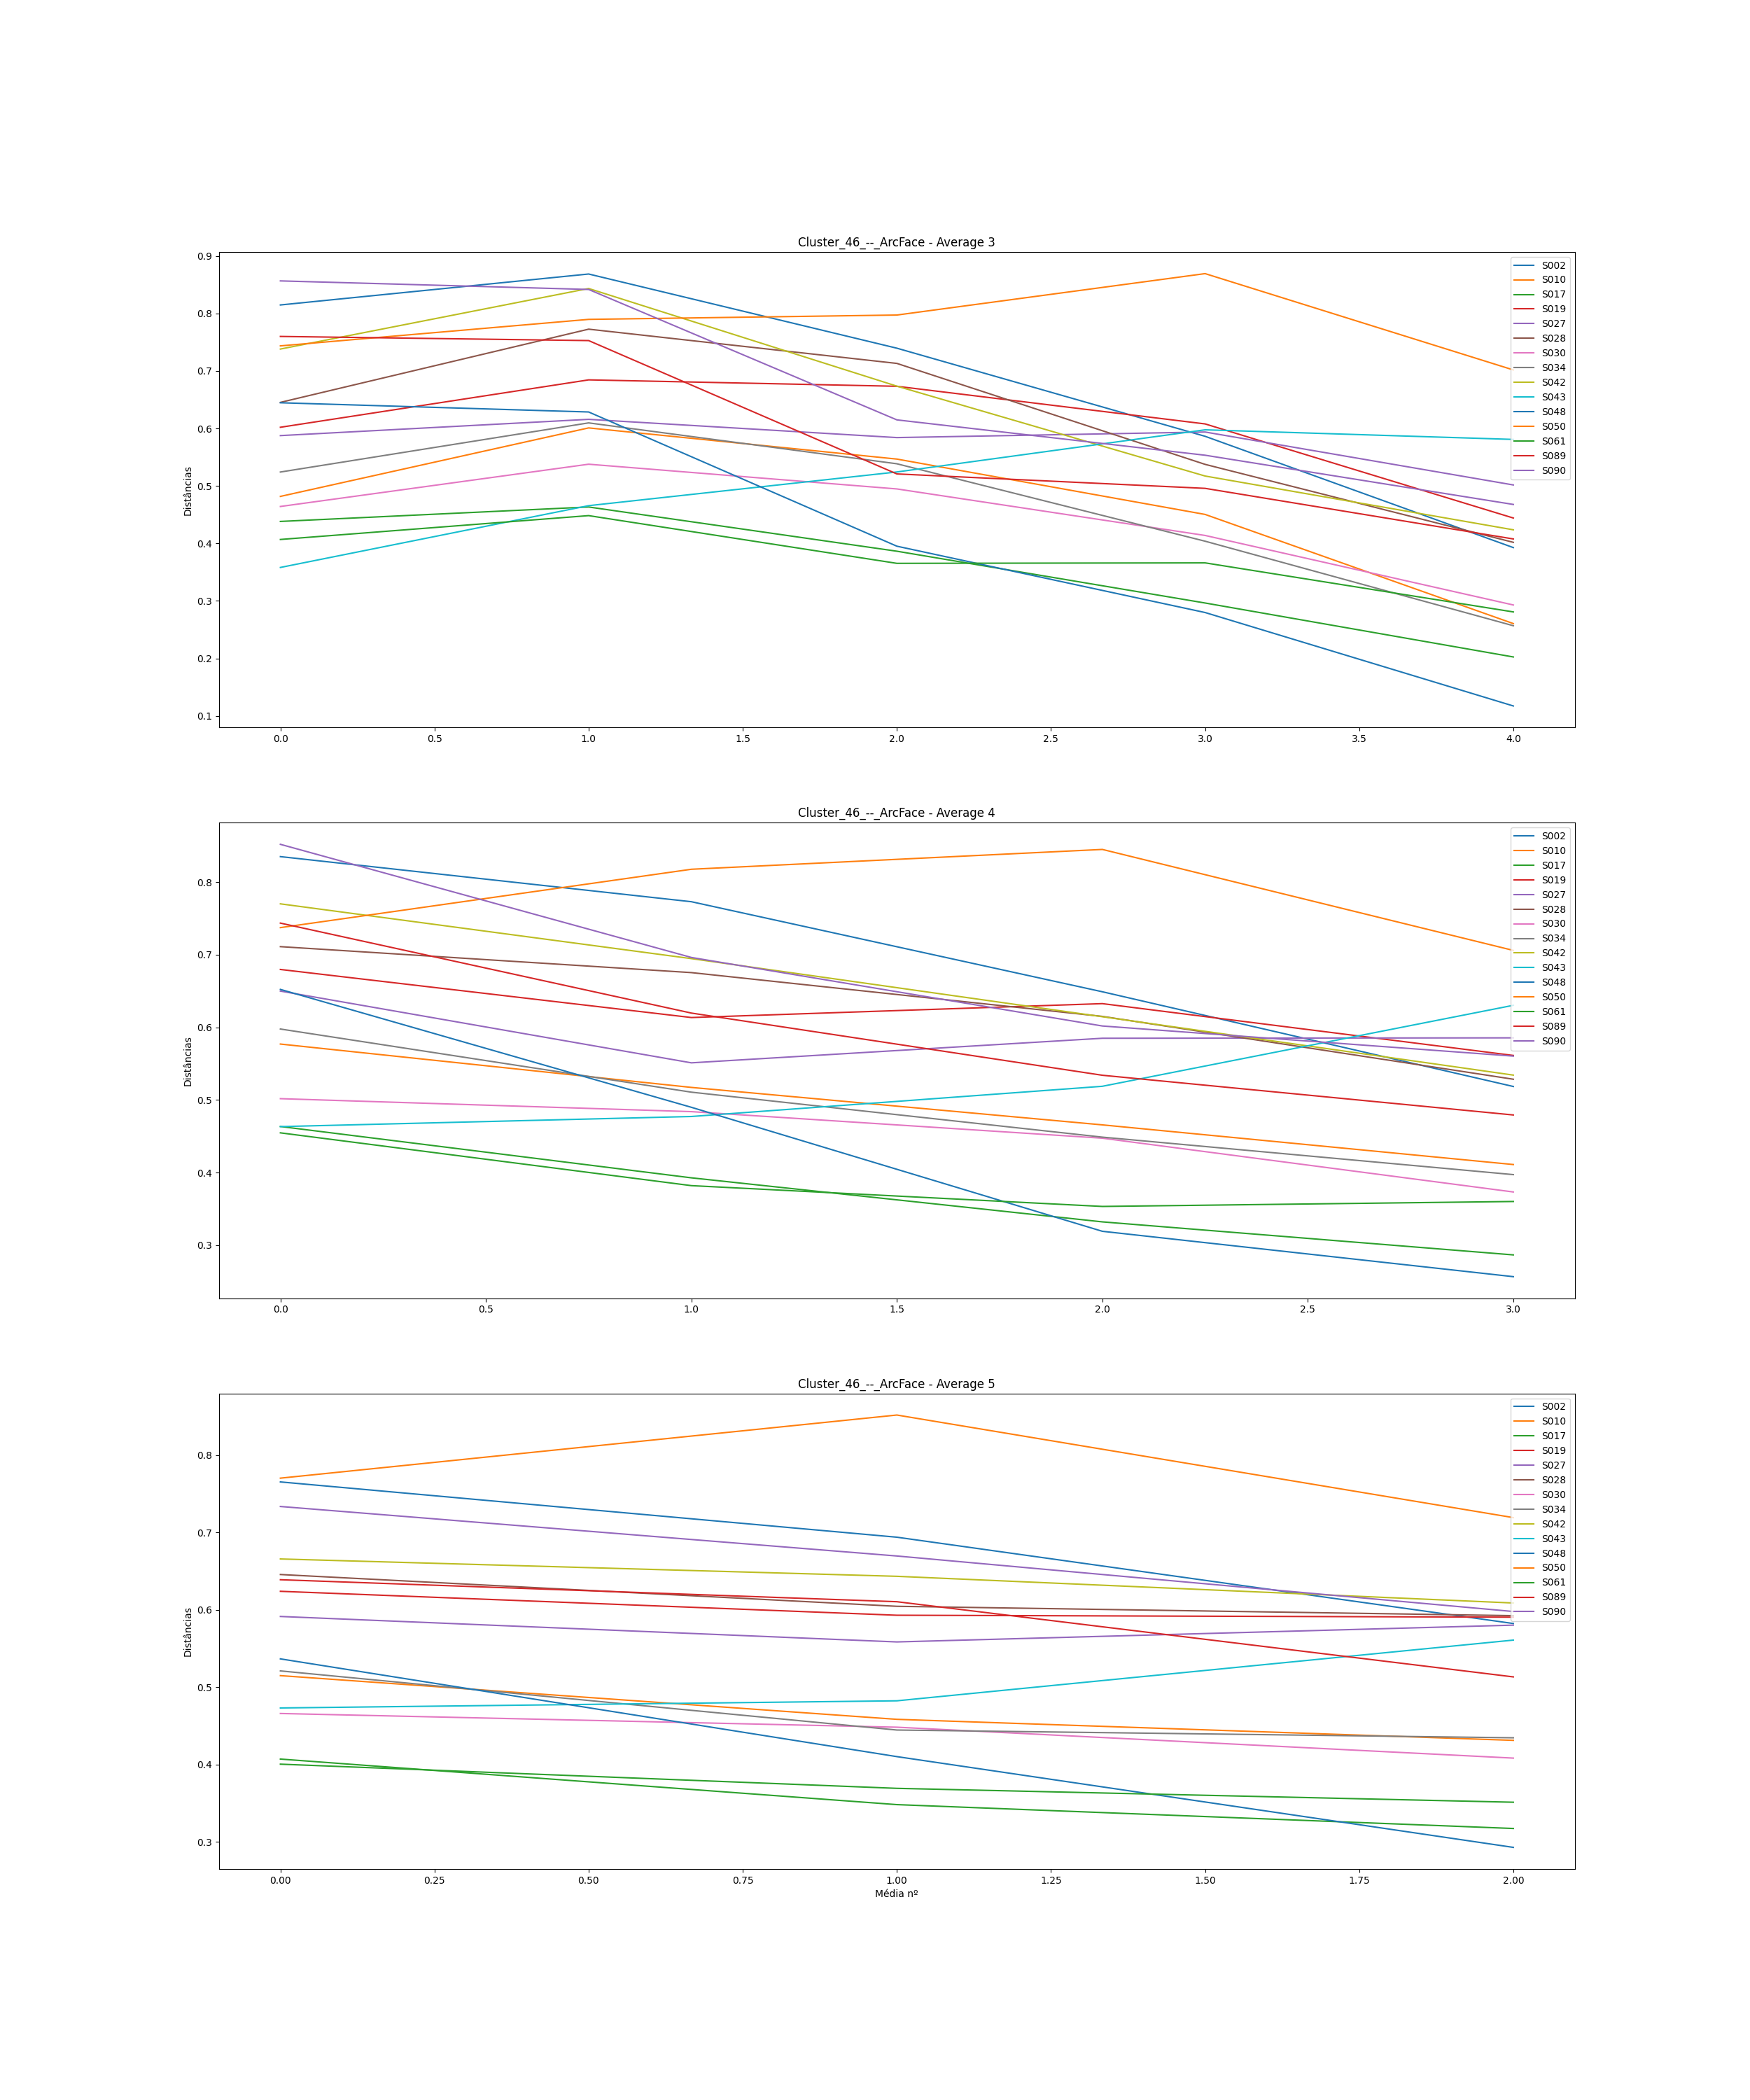 Cluster_46_--_ArcFace - Average 3
Distâncias
0.9
0.8
0.7
0.6
0.5
0.4
0.3
0.2
0.1
0.0 0.5 1.0 1.5 2.0 2.5 3.0 3.5 4.0
S002
S010
S017
S019
S027
S028
S030
S034
S042
S043
S048
S050
S061
S089
S090
Cluster_46_--_ArcFace - Average 4
Distâncias
0.8
0.7
0.6
0.5
0.4
0.3
0.0 0.5 1.0 1.5 2.0 2.5 3.0
S002
S010
S017
S019
S027
S028
S030
S034
S042
S043
S048
S050
S061
S089
S090
Cluster_46_--_ArcFace - Average 5
Distâncias
0.8
0.7
0.6
0.5
0.4
0.3
0.00 0.25 0.50 0.75 1.00 1.25 1.50 1.75 2.00
Média nº
S002
S010
S017
S019
S027
S028
S030
S034
S042
S043
S048
S050
S061
S089
S090